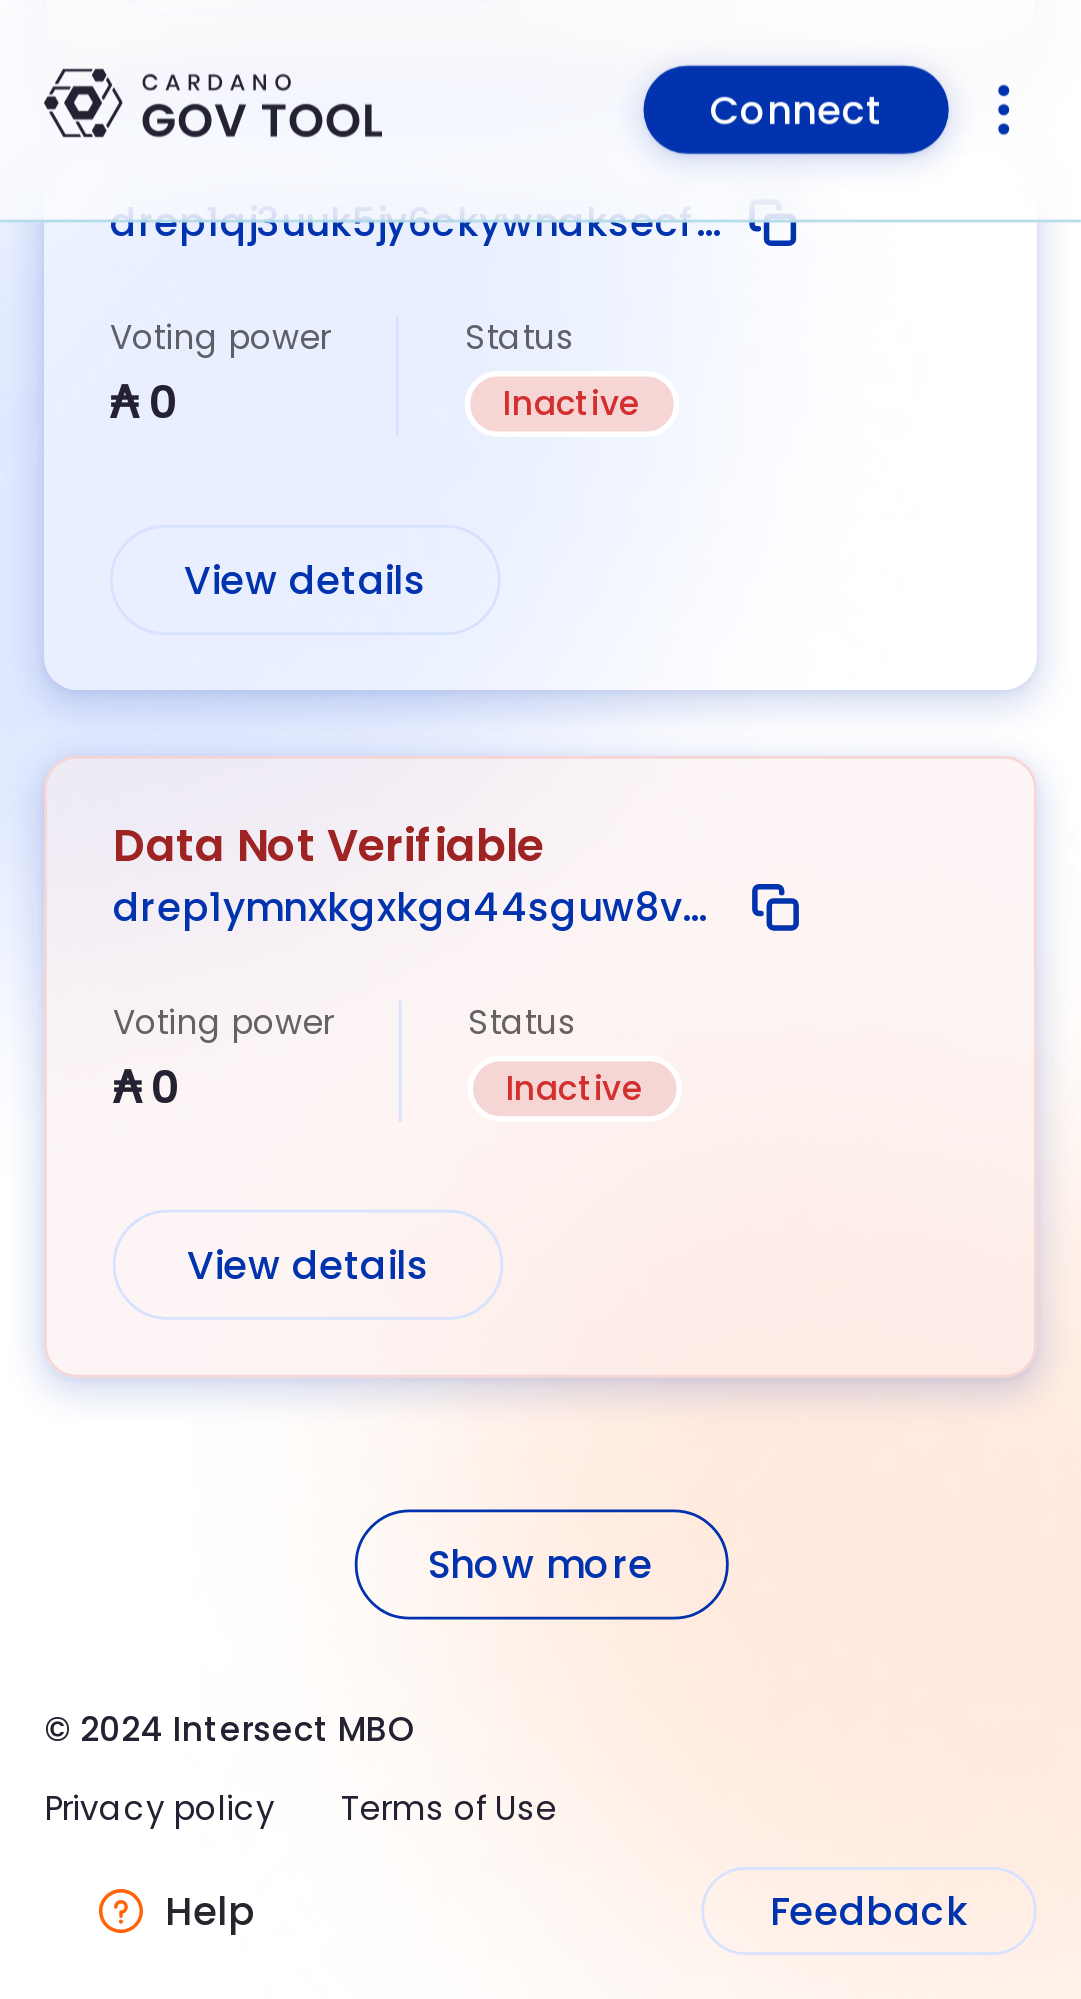 CARDANO
GOV TOOL
Connect
drep1qj3uuk5jy6ckywnaksecf...
Voting power
Status
₳ 0
Inactive
View details
Data Not Verifiable
drep1ymnxkgxkga44sguw8v...
Voting power
Status
₳ 0
Inactive
View details
Show more
© 2024 Intersect MBO
Privacy policy
Terms of Use
Help
Feedback